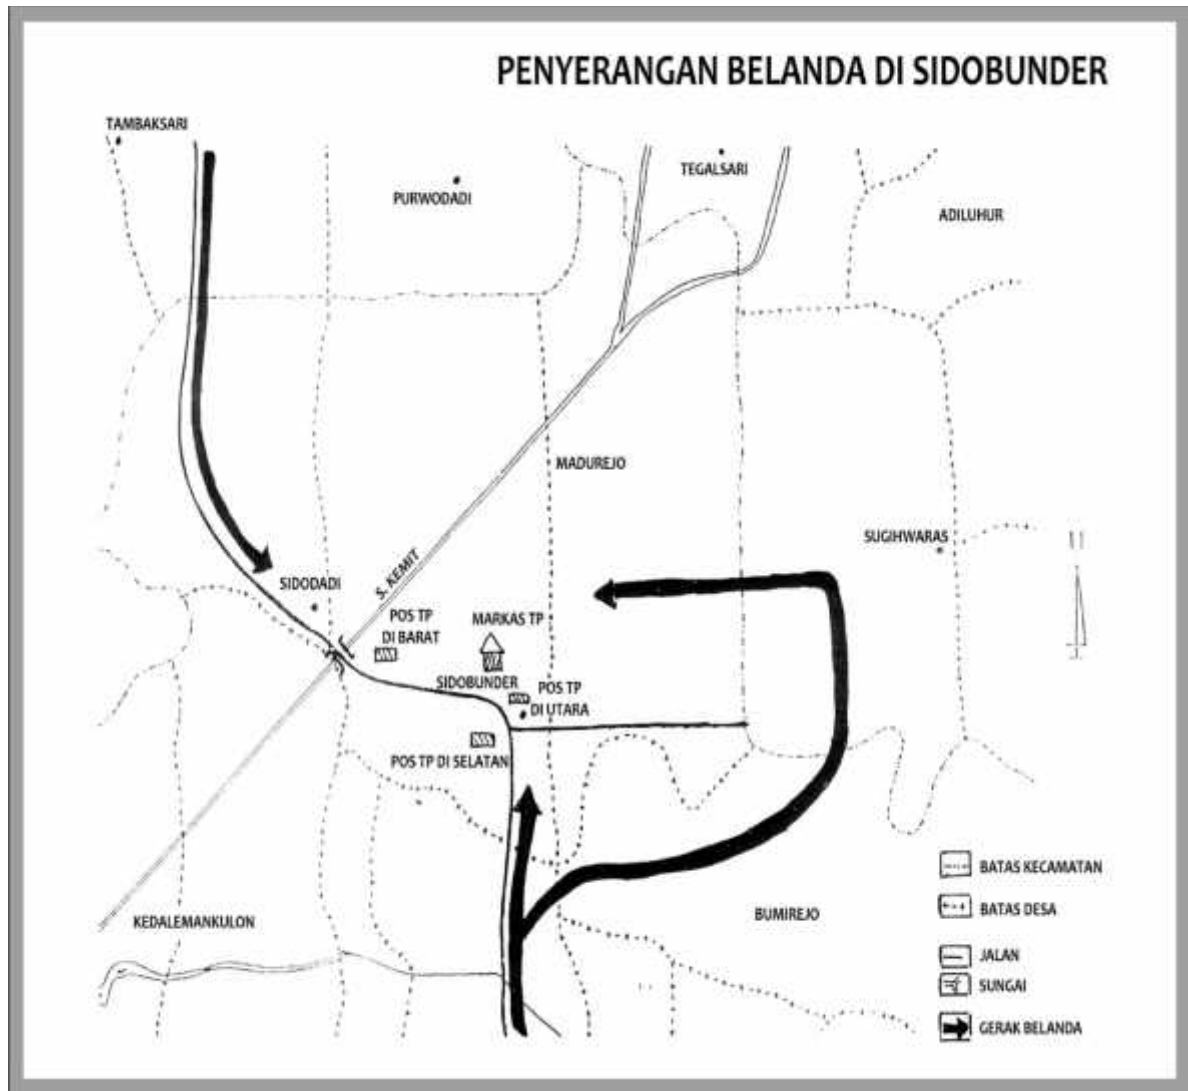 PENYERANGAN BELANDA DI SIDOBUNDER
TAMBAKSARI
TEGALSARI
PURWODADI
ADILUHUR
MADUREJO
SUGIHWARAS
S. KEMIT
SIDODADI
POS TP
DI BARAT
MARKAS TP
SIDOBUNDER
POS TP
DI UTARA
POS TP DI SELATAN
BATAS KECAMATAN
BATAS DESA
BUMIREJO
KEDALEMANKULON
JALAN
SUNGAI
GERAK BELANDA